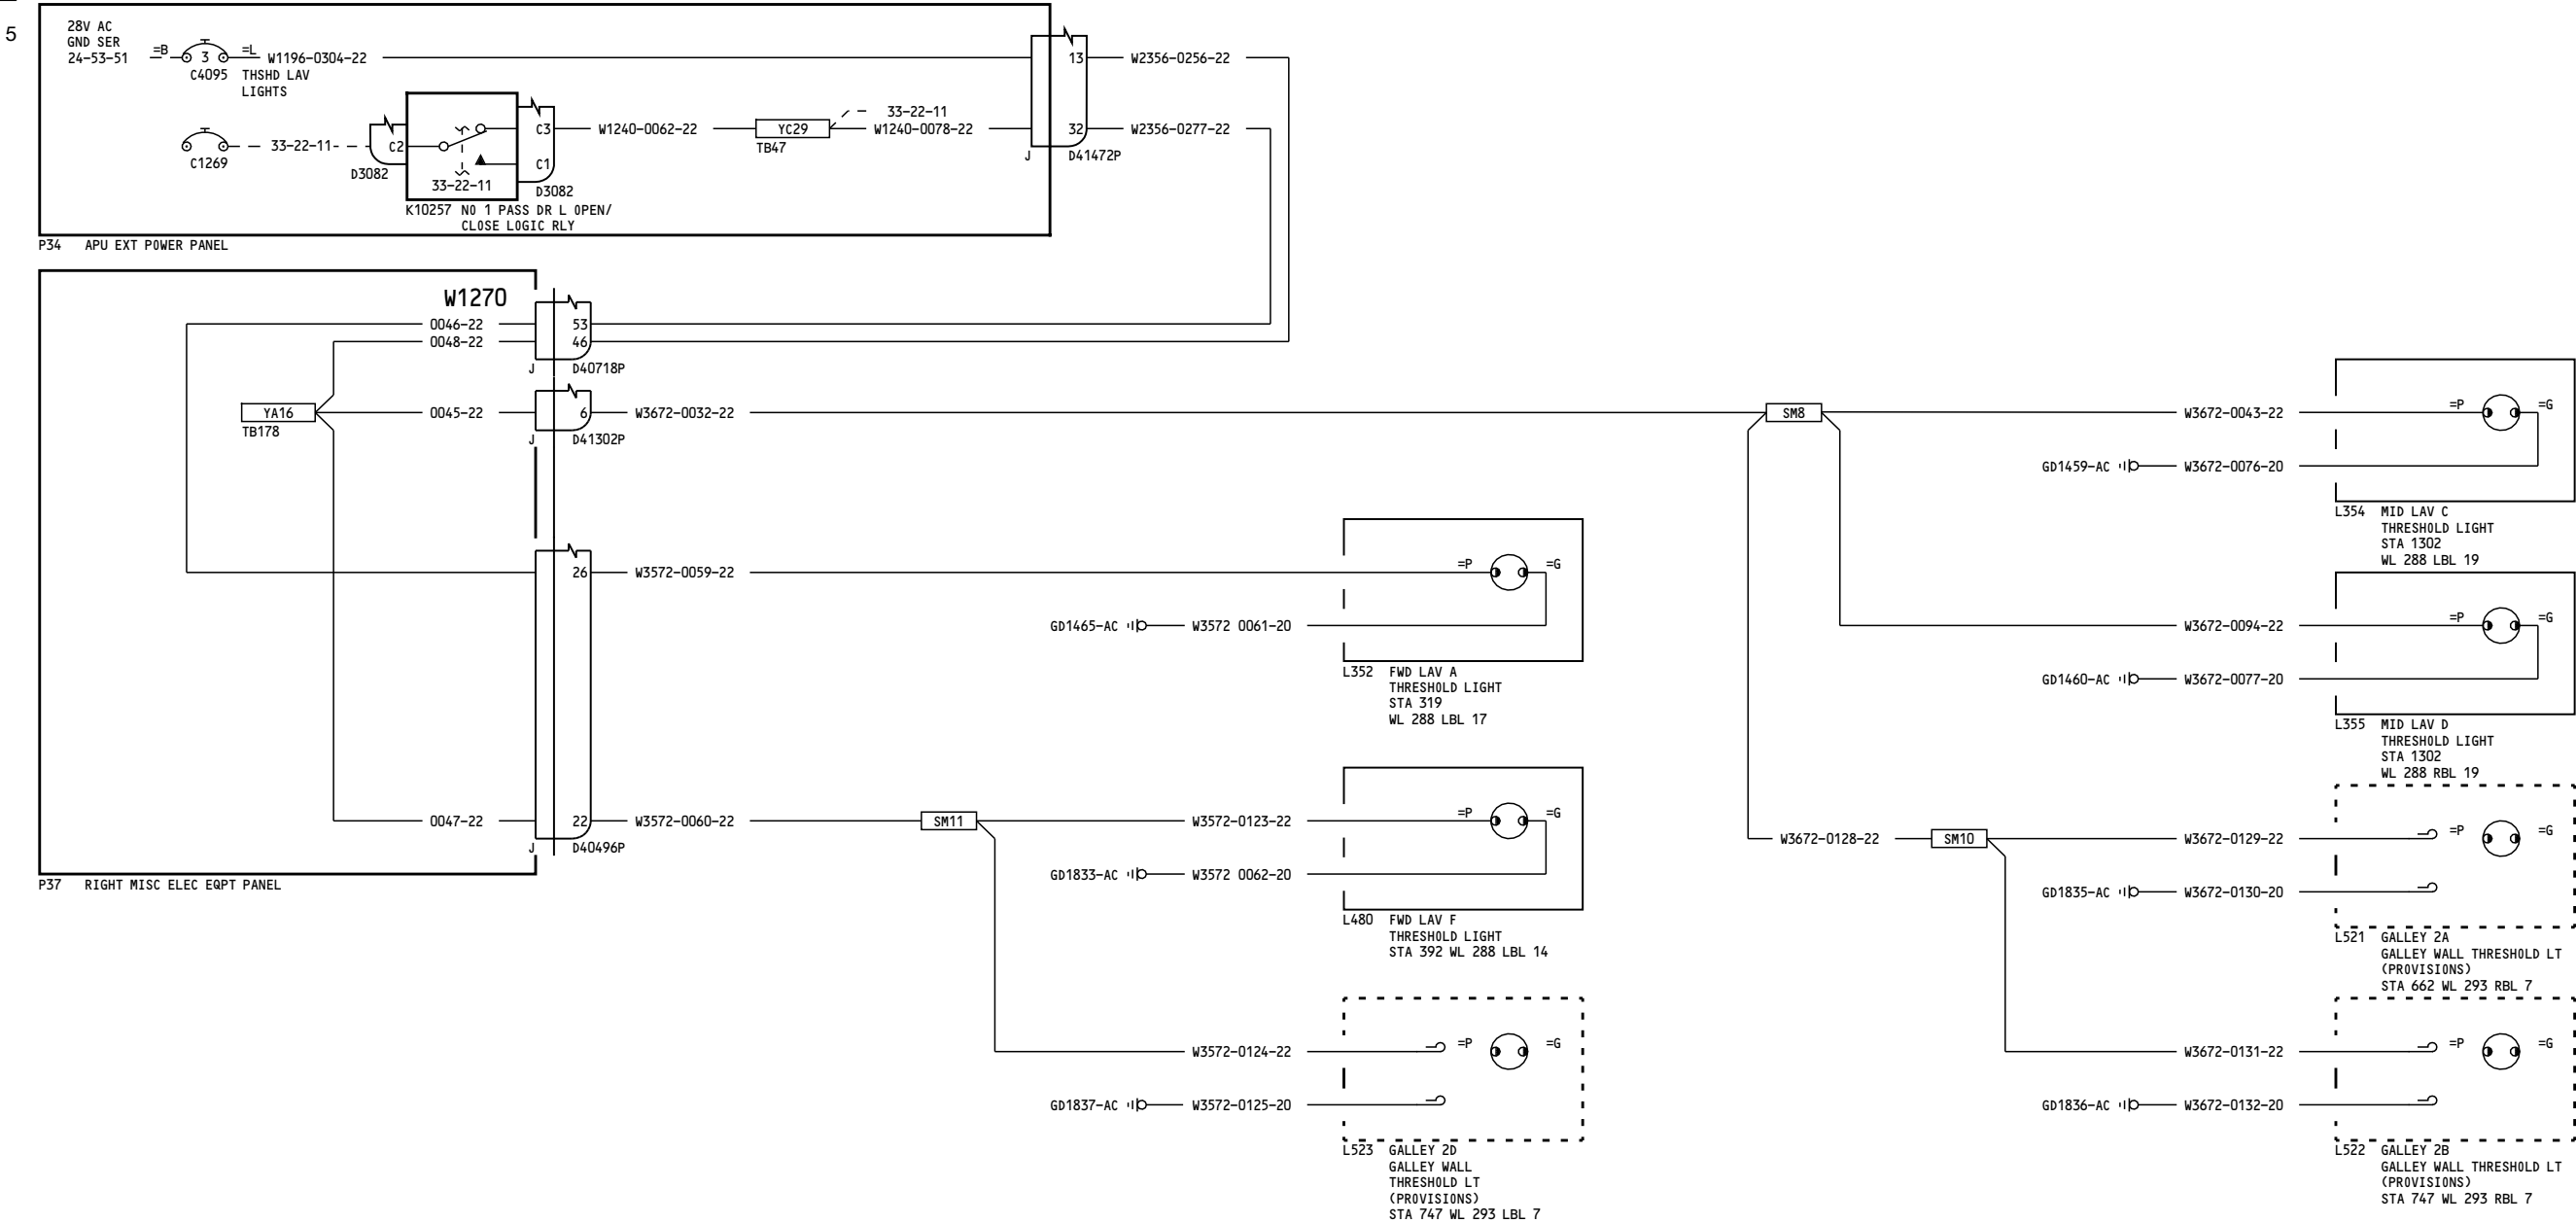 5
28V AC
GND SER
24-53-51
=B
3
=L
W1196-0304-22
C4095
THSHD LAV
LIGHTS
13
W2356-0256-22
C1269
33-22-11
C2
D3082
33-22-11
C3
C1
D3082
K10257 NO 1 PASS DR L OPEN/
CLOSE LOGIC RLY
W1240-0062-22
YC29
TB47
33-22-11
W1240-0078-22
32
W2356-0277-22
J
D41472P
P34 APU EXT POWER PANEL
W1270
0046-22
53
0048-22
46
J
D40718P
YA16
TB178
0045-22
6
W3672-0032-22
J
D41302P
SM8
W3672-0043-22
=P
=G
GD1459-AC
W3672-0076-20
L354 MID LAV C
THRESHOLD LIGHT
STA 1302
WL 288 LBL 19
26
W3572-0059-22
=P
=G
GD1465-AC
W3572 0061-20
L352 FWD LAV A
THRESHOLD LIGHT
STA 319
WL 288 LBL 17
W3672-0094-22
=P
=G
GD1460-AC
W3672-0077-20
L355 MID LAV D
THRESHOLD LIGHT
STA 1302
WL 288 RBL 19
0047-22
22
W3572-0060-22
J
D40496P
P37 RIGHT MISC ELEC EQPT PANEL
SM11
W3572-0123-22
=P
=G
GD1833-AC
W3572 0062-20
L480 FWD LAV F
THRESHOLD LIGHT
STA 392 WL 288 LBL 14
W3672-0128-22
SM10
W3672-0129-22
=P
=G
GD1835-AC
W3672-0130-20
L521 GALLEY 2A
GALLEY WALL THRESHOLD LT
(PROVISIONS)
STA 662 WL 293 RBL 7
W3572-0124-22
=P
=G
GD1837-AC
W3572-0125-20
L523 GALLEY 2D
GALLEY WALL
THRESHOLD LT
(PROVISIONS)
STA 747 WL 293 LBL 7
W3672-0131-22
=P
=G
GD1836-AC
W3672-0132-20
L522 GALLEY 2B
GALLEY WALL THRESHOLD LT
(PROVISIONS)
STA 747 WL 293 RBL 7